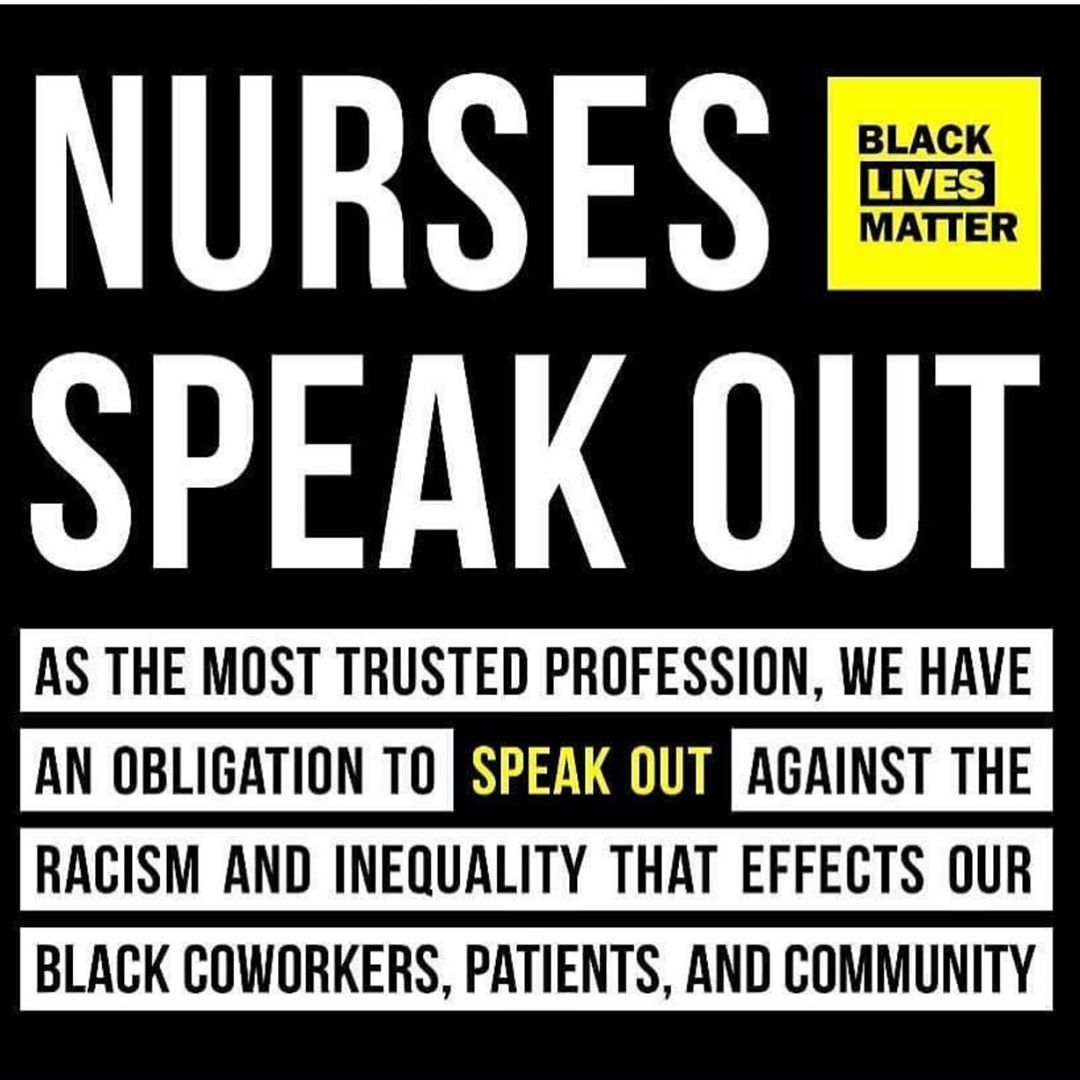 NURSES
BLACK
LIVES
MATTER
SPEAK OUT
AS THE MOST TRUSTED PROFESSION, WE HAVE
AN OBLIGATION TO SPEAK OUT AGAINST THE
RACISM AND INEQUALITY THAT EFFECTS OUR
BLACK COWORKERS, PATIENTS, AND COMMUNITY